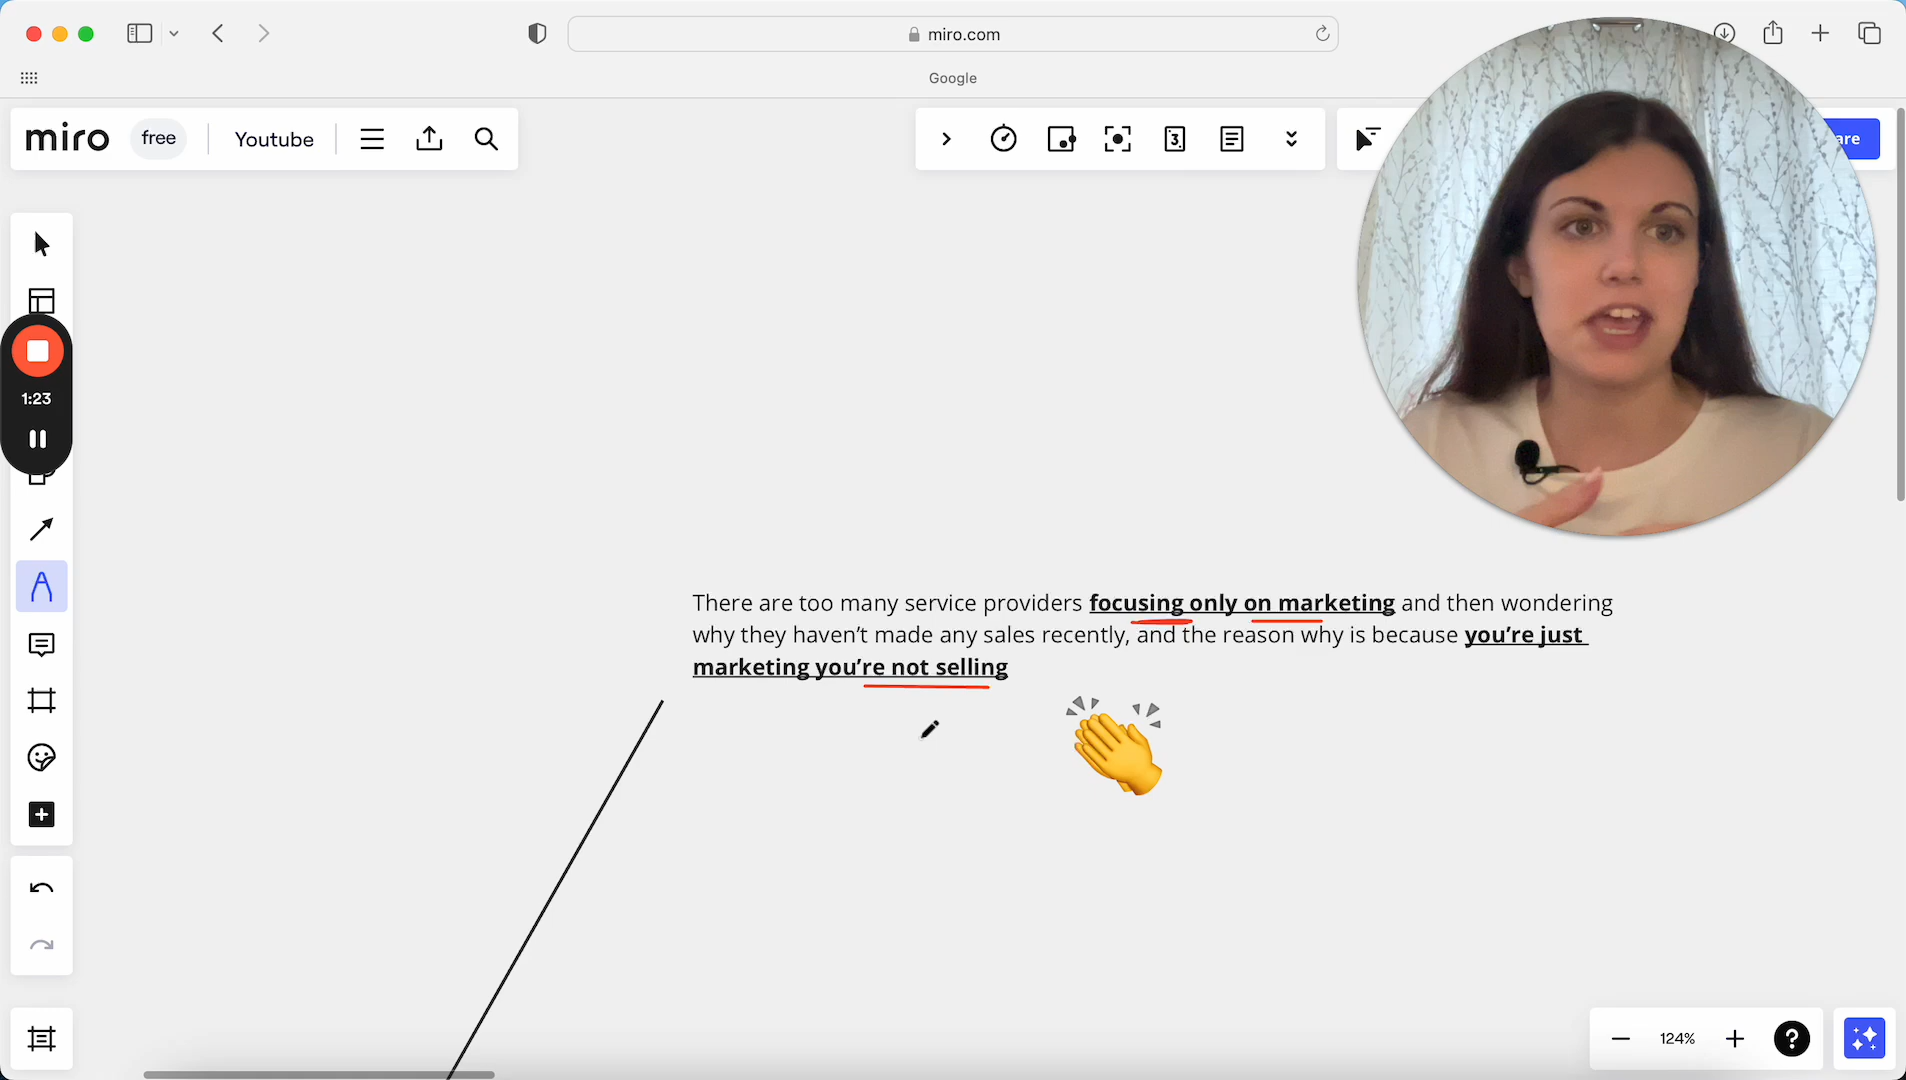 miro.com
Google
miro free Youtube
are
1:23
There are too many service providers focusing only on marketing and then wondering
why they haven’t made any sales recently, and the reason why is because you’re just
marketing you’re not selling
124%